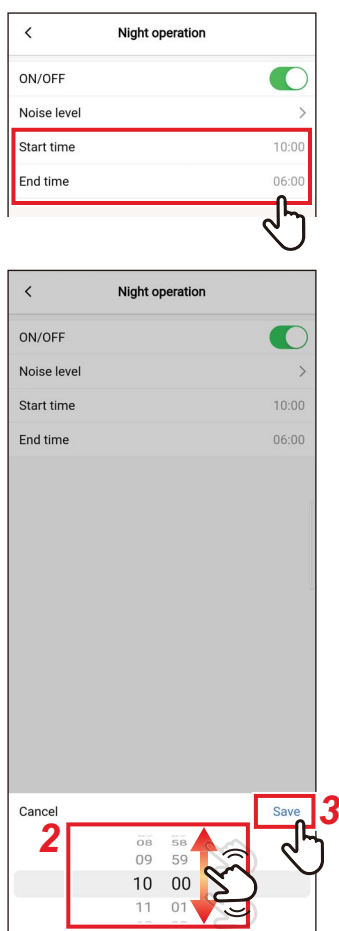 < Night operation
ON/OFF
Noise level >
Start time 10:00
End time 06:00
< Night operation
ON/OFF
Noise level >
Start time 10:00
End time 06:00
Cancel Save 3
2
08 58
09 59
10 00
11 01